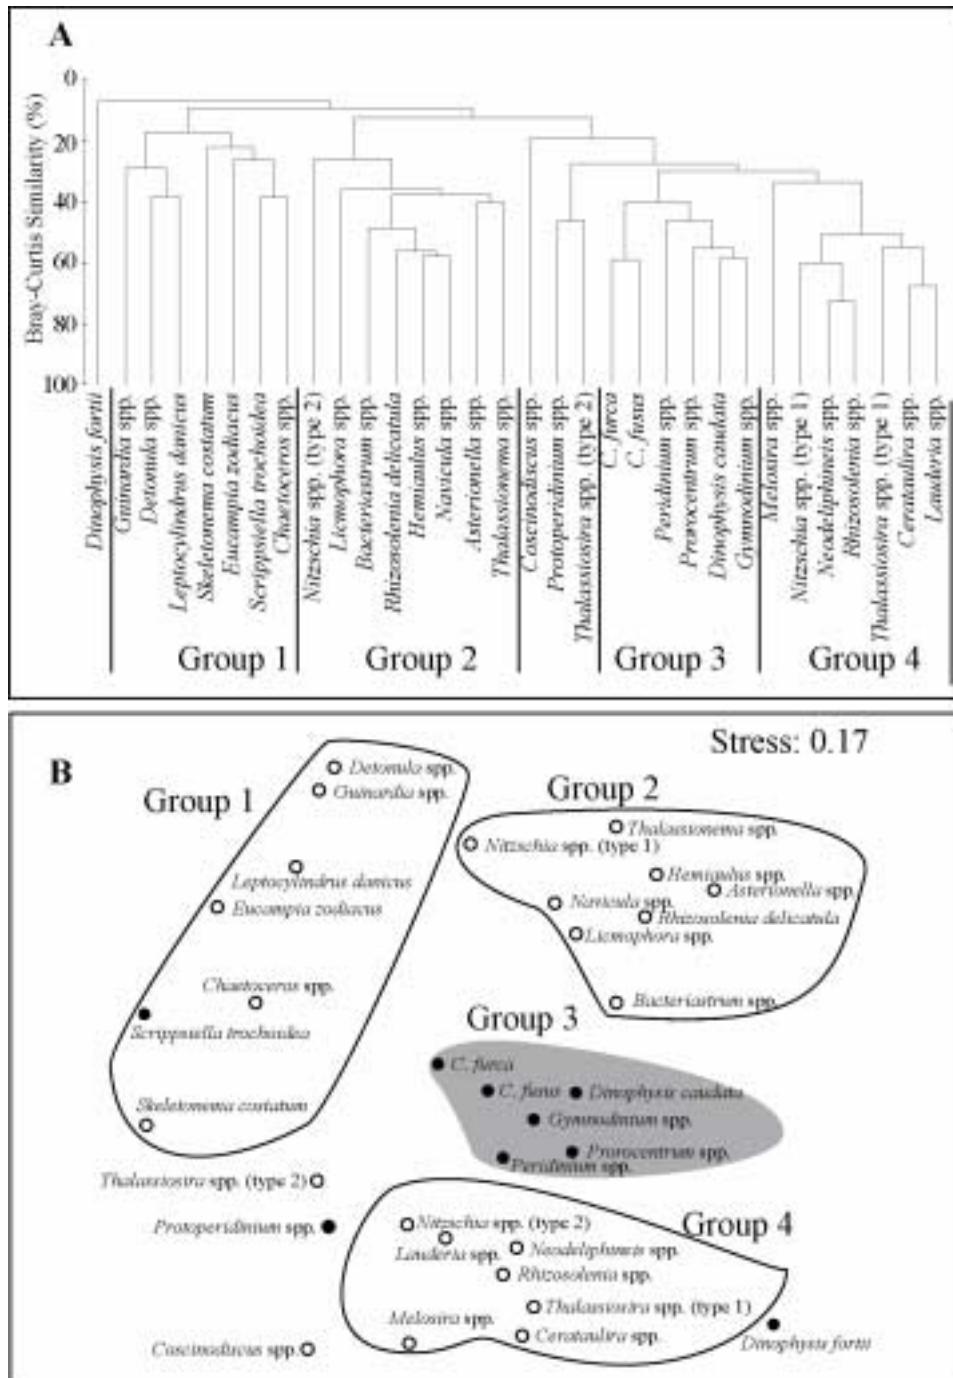 A
Bray-Curtis Similarity (%)
0
20
40
60
80
100
Dinophysis fortii
Guinardia spp.
Detonula spp.
Leptocylindrus danicus
Skeletonema costatum
Eucampia zodiacus
Scrippsiella trochoidea
Chaetoceros spp.
Nitzschia spp. (type 2)
Licmophora spp.
Bacteriastrum spp.
Rhizosolenia delicatula
Hemiaulus spp.
Navicula spp.
Asterionella spp.
Thalassionema spp.
Coscinodiscus spp.
Protoperidinium spp.
Thalassiosira spp. (type 2)
C. furca
C. fusus
Peridinium spp.
Prorocentrum spp.
Dinophysis caudata
Gymnodinium spp.
Melosira spp.
Nitzschia spp. (type 1)
Neodeliphineis spp.
Rhizosolenia spp.
Thalassiosira spp. (type 1)
Cerataulira spp.
Lauderia spp.
Group 1
Group 2
Group 3
Group 4
B
Stress: 0.17
Group 1
Detonula spp.
Guinardia spp.
Leptocylindrus danicus
Eucampia zodiacus
Chaetoceros spp.
Scrippsiella trochoidea
Skeletonema costatum
Group 2
Thalassionema spp.
Nitzschia spp. (type 1)
Hemiaulus spp.
Asterionella spp.
Navicula spp.
Rhizosolenia delicatula
Licmophora spp.
Bacteriastrum spp.
Group 3
C. furca
C. fusus
Dinophysis caudata
Gymnodinium spp.
Prorocentrum spp.
Peridinium spp.
Thalassiosira spp. (type 2)
Protoperidinium spp.
Coscinodiscus spp.
Group 4
Nitzschia spp. (type 2)
Lauderia spp.
Neodeliphineis spp.
Rhizosolenia spp.
Thalassiosira spp. (type 1)
Melosira spp.
Cerataulira spp.
Dinophysis fortii